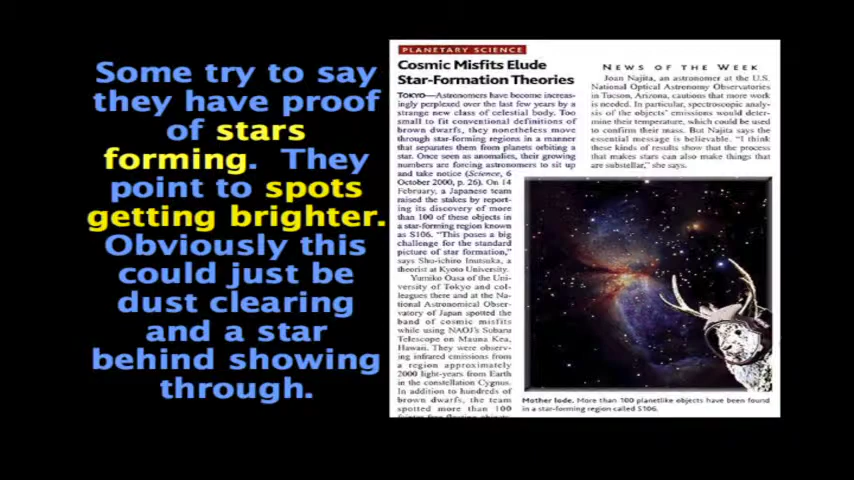 Some try to say
they have proof
of stars
forming. They
point to spots
getting brighter.
Obviously this
could just be
dust clearing
and a star
behind showing
through.
PLANETARY SCIENCE
Cosmic Misfits Elude
Star-Formation Theories
TOKYO—Astronomers have become increas-
ingly perplexed over the last few years by a
strange new class of celestial body. Too
small to fit conventional definitions of
brown dwarfs, they nonetheless move
through star-forming regions in a manner
that separates them from planets orbiting a
star. Once seen as anomalies, their growing
numbers are forcing astronomers to sit up
and take notice (Science, 6
October 2000, p. 26). On 14
February, a Japanese team
raised the stakes by report-
ing its discovery of more
than 100 of these objects in
a star-forming region known
as S106. "This poses a big
challenge for the standard
picture of star formation,"
says Shu-ichiro Inutsuka, a
theorist at Kyoto University.
Yumiko Oasa of the Uni-
versity of Tokyo and col-
leagues there and at the Na-
tional Astronomical Obser-
vatory of Japan spotted the
band of cosmic misfits
while using NAOJ's Subaru
Telescope on Mauna Kea,
Hawaii. They were observ-
ing infrared emissions from
a region approximately
2000 light-years from Earth
in the constellation Cygnus.
In addition to hundreds of
brown dwarfs, the team
spotted more than 100
NEWS OF THE WEEK
Joan Najita, an astronomer at the U.S.
National Optical Astronomy Observatories
in Tucson, Arizona, cautions that more work
is needed. In particular, spectroscopic analy-
sis of the objects' emissions would deter-
mine their temperature, which could be used
to confirm their mass. But Najita says the
essential message is believable. "I think
these kinds of results show that the process
that makes stars can also make things that
are substellar," she says.
Mother lode. More than 100 planetlike objects have been found
in a star-forming region called S106.